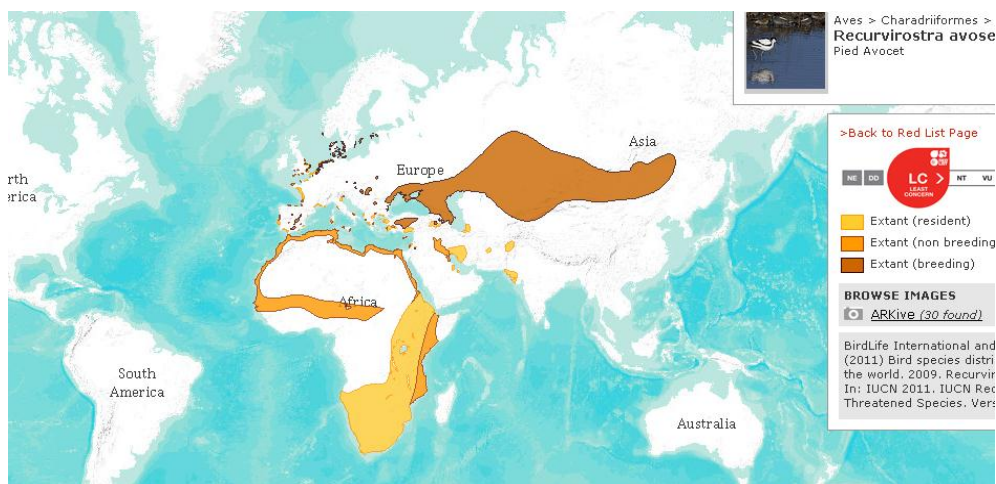 Aves > Charadriiformes >
Recurvirostra avose
Pied Avocet
>Back to Red List Page
NE DD LC NT VU
LEAST
CONCERN
Extant (resident)
Extant (non breeding
Extant (breeding)
BROWSE IMAGES
ARKive (30 found)
BirdLife International and
(2011) Bird species distri
the world. 2009. Recurvir
In: IUCN 2011. IUCN Red
Threatened Species. Vers
Asia
Europe
rth
erica
Africa
South
America
Australia